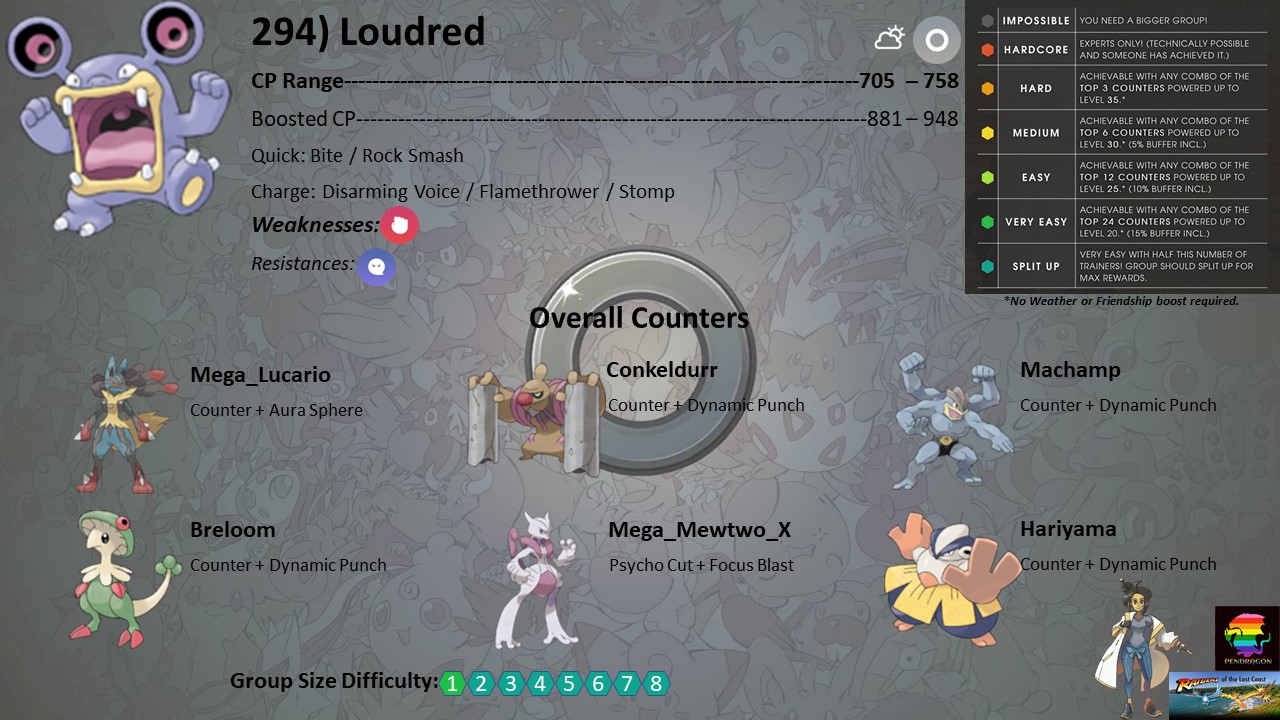 294) Loudred
CP Range------------------------------------------------------------------------705 – 758
Boosted CP------------------------------------------------------------------------881 – 948
Quick: Bite / Rock Smash
Charge: Disarming Voice / Flamethrower / Stomp
Weaknesses:
Resistances:
IMPOSSIBLE YOU NEED A BIGGER GROUP!
HARDCORE EXPERTS ONLY! (TECHNICALLY POSSIBLE
AND SOMEONE HAS ACHIEVED IT.)
HARD ACHIEVABLE WITH ANY COMBO OF THE
TOP 3 COUNTERS POWERED UP TO
LEVEL 35.*
MEDIUM ACHIEVABLE WITH ANY COMBO OF THE
TOP 6 COUNTERS POWERED UP TO
LEVEL 30.* (5% BUFFER INCL.)
EASY ACHIEVABLE WITH ANY COMBO OF THE
TOP 12 COUNTERS POWERED UP TO
LEVEL 25.* (10% BUFFER INCL.)
VERY EASY ACHIEVABLE WITH ANY COMBO OF THE
TOP 24 COUNTERS POWERED UP TO
LEVEL 20.* (15% BUFFER INCL.)
SPLIT UP VERY EASY WITH HALF THIS NUMBER OF
TRAINERS! GROUP SHOULD SPLIT UP FOR
MAX REWARDS.
*No Weather or Friendship boost required.
Overall Counters
Mega_Lucario
Counter + Aura Sphere
Conkeldurr
Counter + Dynamic Punch
Machamp
Counter + Dynamic Punch
Breloom
Counter + Dynamic Punch
Mega_Mewtwo_X
Psycho Cut + Focus Blast
Hariyama
Counter + Dynamic Punch
Group Size Difficulty: 1 2 3 4 5 6 7 8
PENDROGON
RAIDERS of the Lost Coast